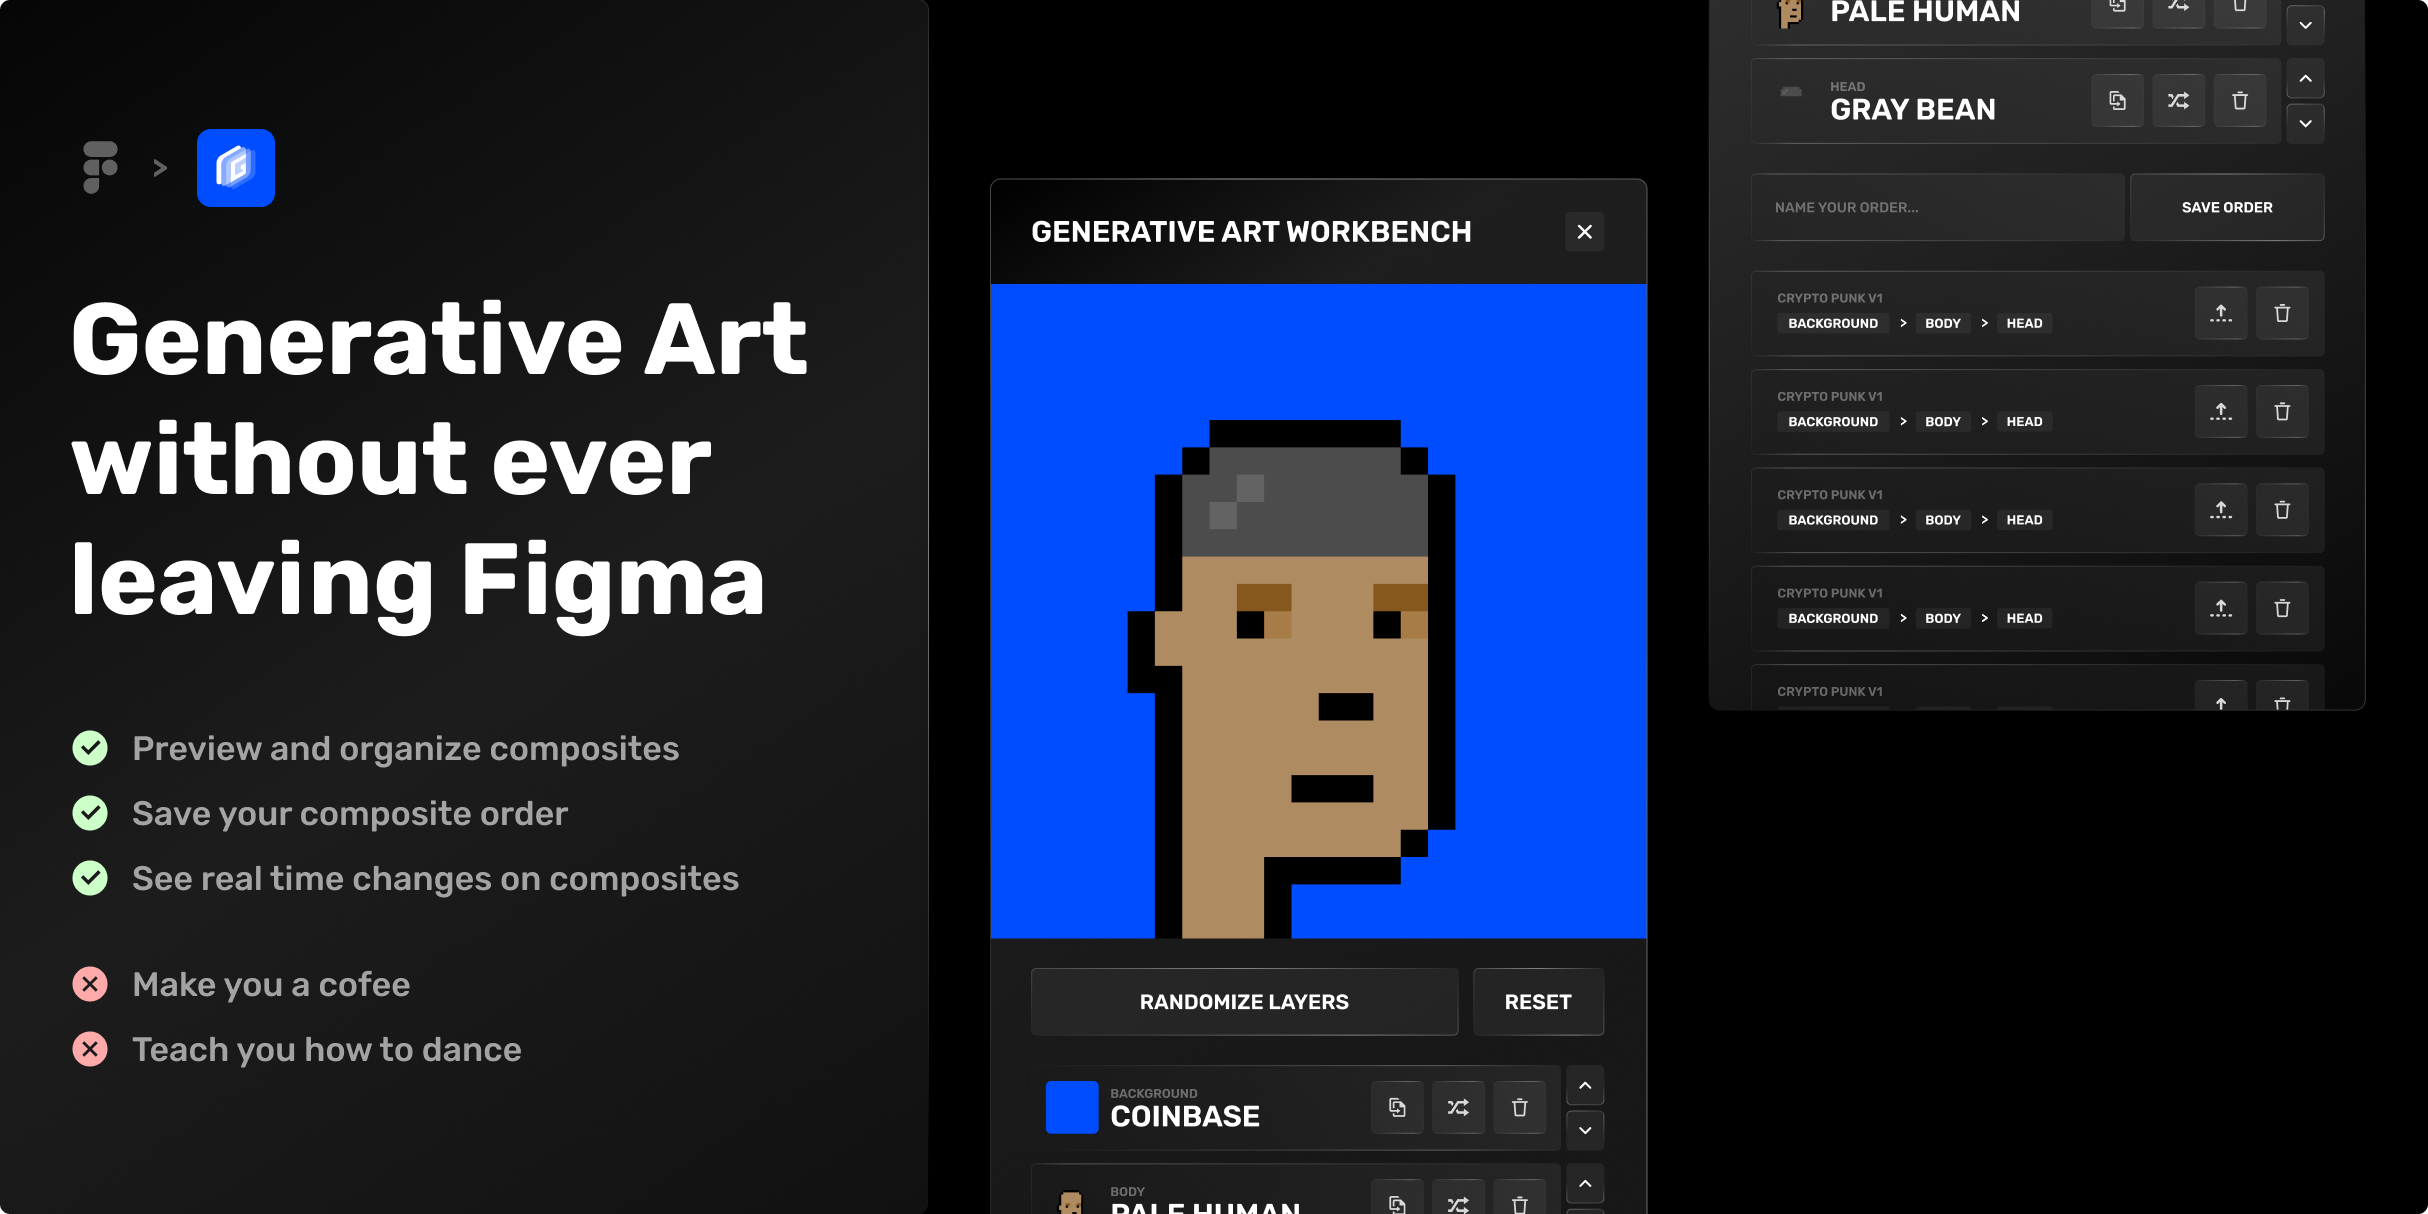 Generative Art
without ever
leaving Figma
Preview and organize composites
Save your composite order
See real time changes on composites
Make you a cofee
Teach you how to dance
GENERATIVE ART WORKBENCH
RANDOMIZE LAYERS
RESET
BACKGROUND
COINBASE
BODY
PALE HUMAN
PALE HUMAN
HEAD
GRAY BEAN
NAME YOUR ORDER...
SAVE ORDER
CRYPTO PUNK V1
BACKGROUND > BODY > HEAD
CRYPTO PUNK V1
BACKGROUND > BODY > HEAD
CRYPTO PUNK V1
BACKGROUND > BODY > HEAD
CRYPTO PUNK V1
BACKGROUND > BODY > HEAD
CRYPTO PUNK V1